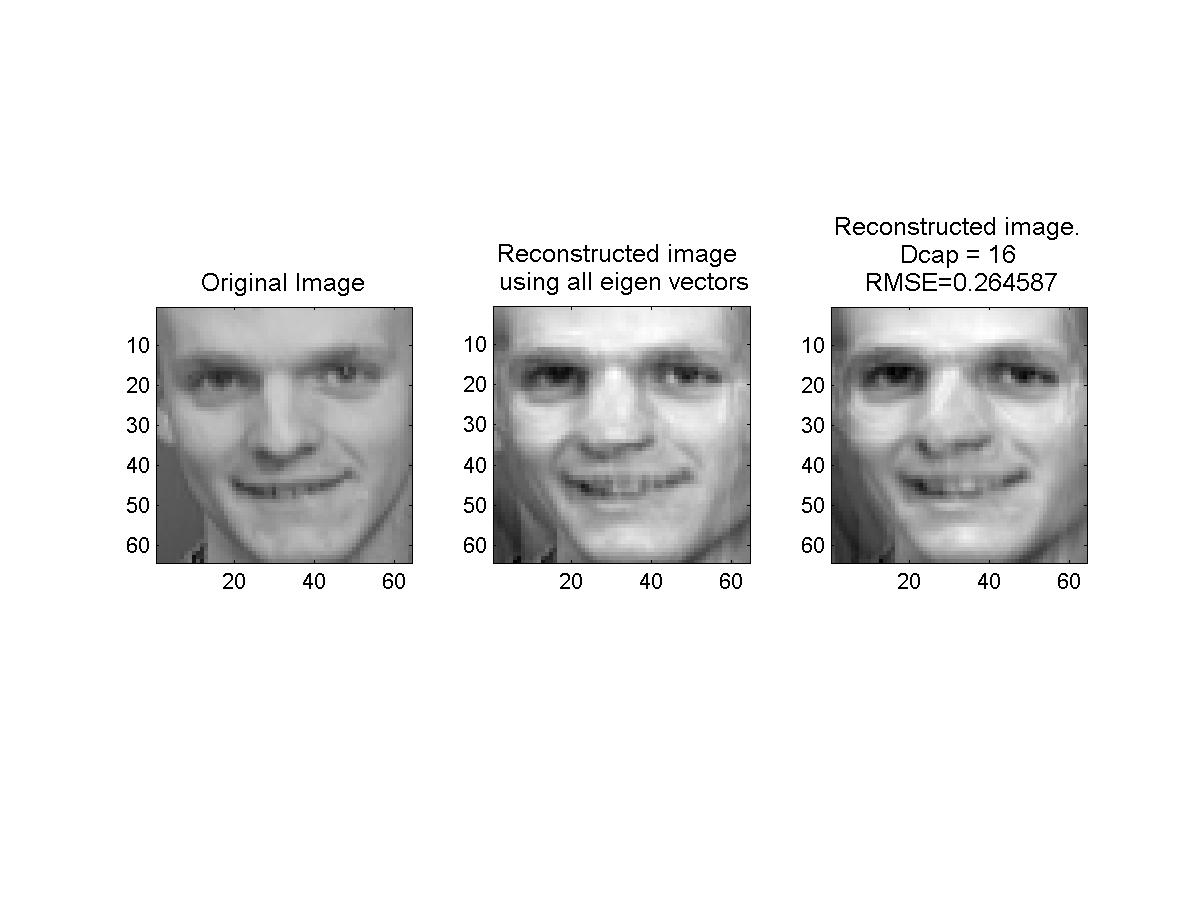 Original Image
10
20
30
40
50
60
20 40 60
Reconstructed image
using all eigen vectors
10
20
30
40
50
60
20 40 60
Reconstructed image.
Dcap = 16
RMSE=0.264587
10
20
30
40
50
60
20 40 60